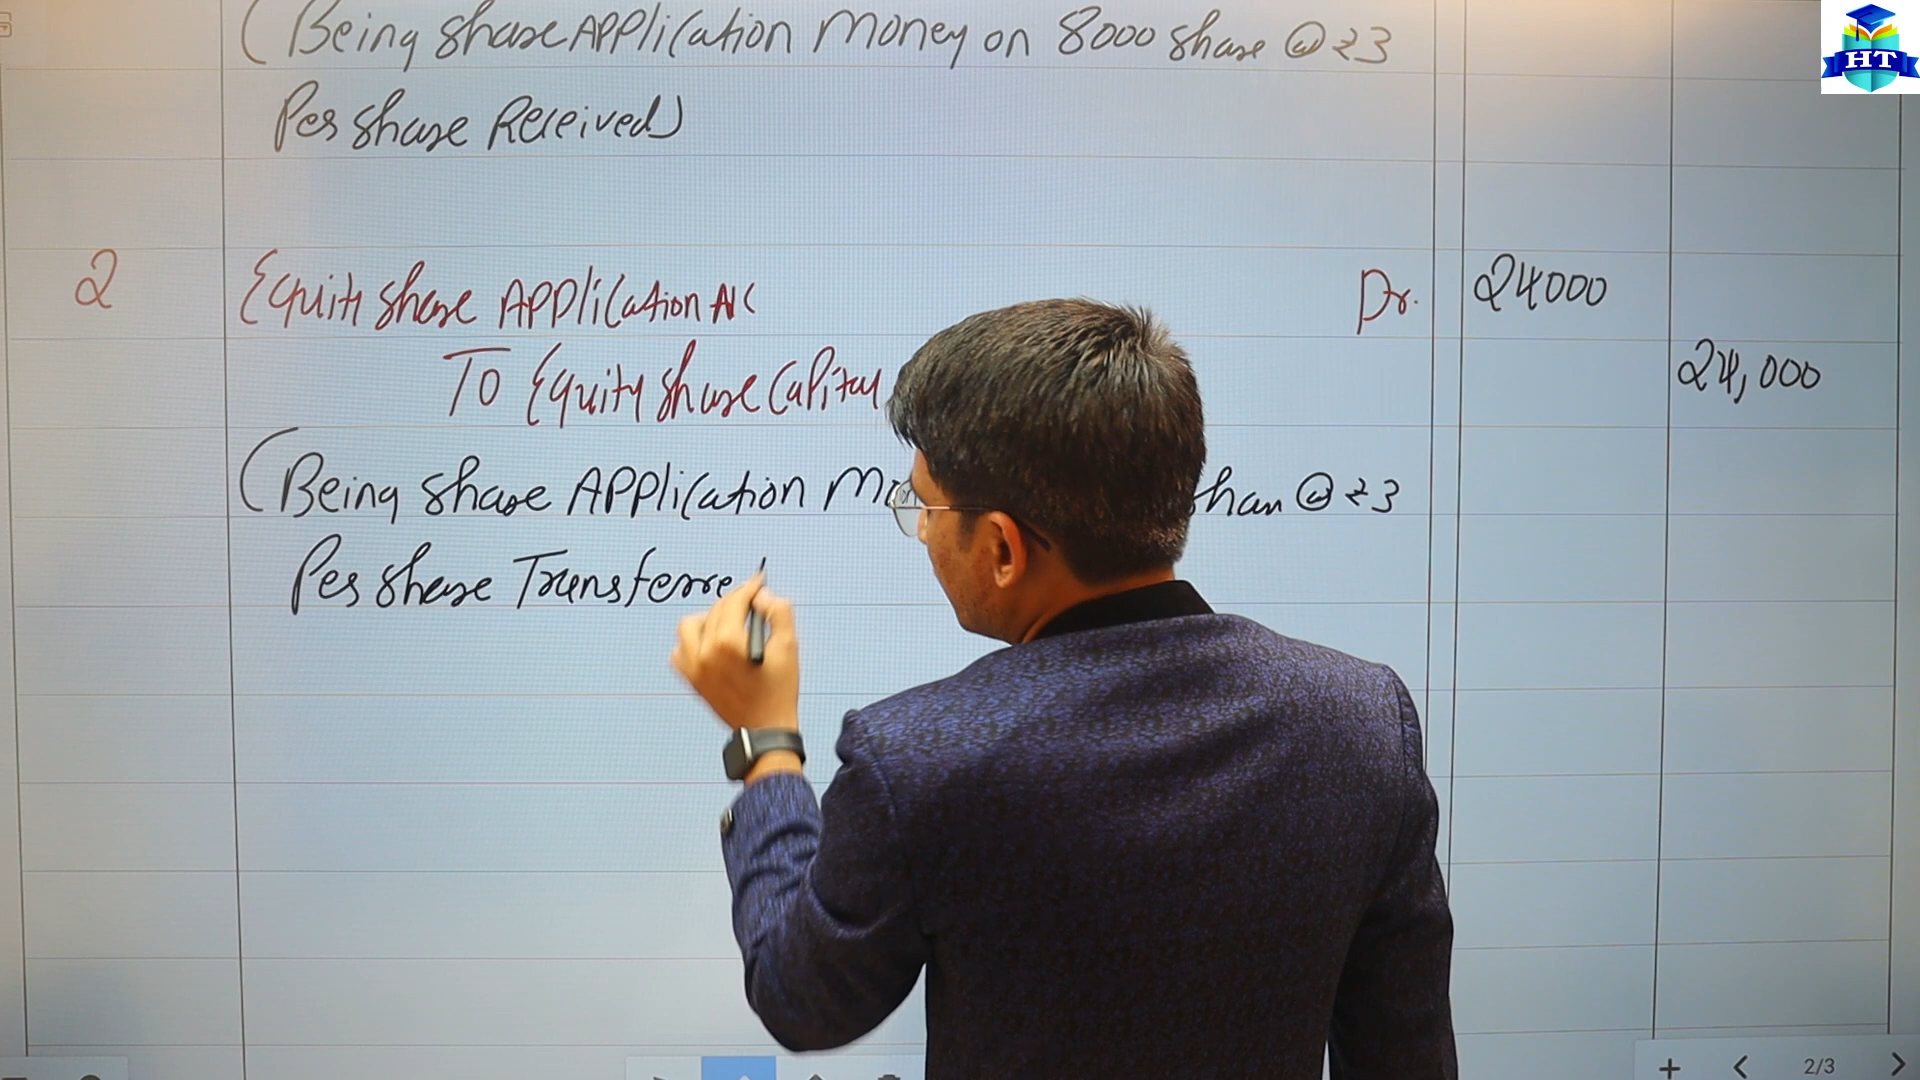 (Being Share Application Money on 8000 Share @ ₹3
Per Share Received)
HT
2 Equity Share Application A/c Dr. 24000
To Equity Share Capital 24,000
(Being Share Application @ ₹3
Per Share Transferre
2/3